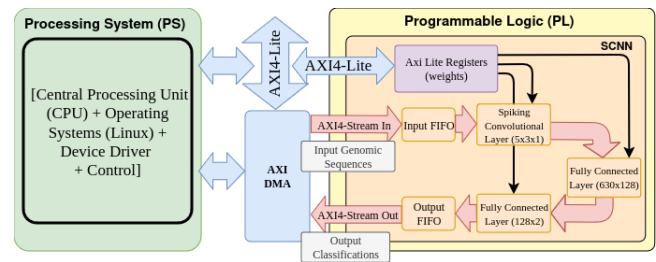 Processing System (PS)
[Central Processing Unit
(CPU) + Operating
Systems (Linux) +
Device Driver
+ Control]
AXI4-Lite
AXI4-Lite
AXI
DMA
Programmable Logic (PL)
SCNN
Axi Lite Registers
(weights)
AXI4-Stream In
Input Genomic
Sequences
Input FIFO
Spiking
Convolutional
Layer (5x3x1)
Fully Connected
Layer (630x128)
Fully Connected
Layer (128x2)
Output
FIFO
AXI4-Stream Out
Output
Classifications